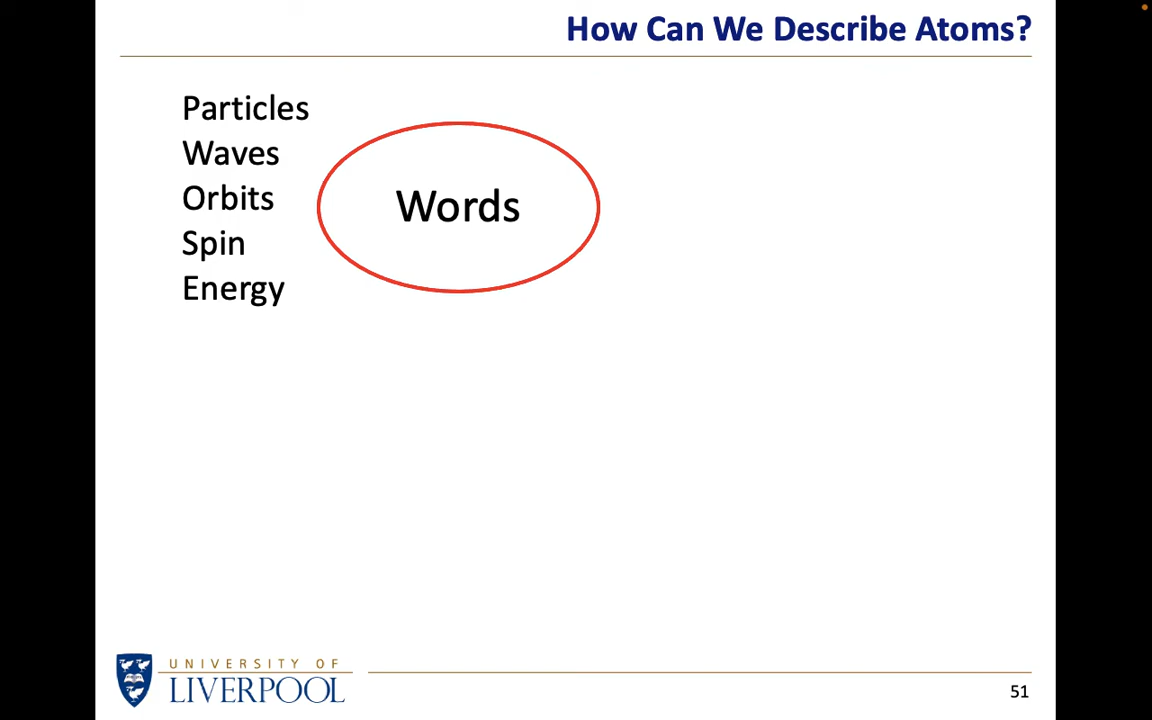 How Can We Describe Atoms?
Particles
Waves
Orbits
Spin
Energy
Words
UNIVERSITY OF
LIVERPOOL
51